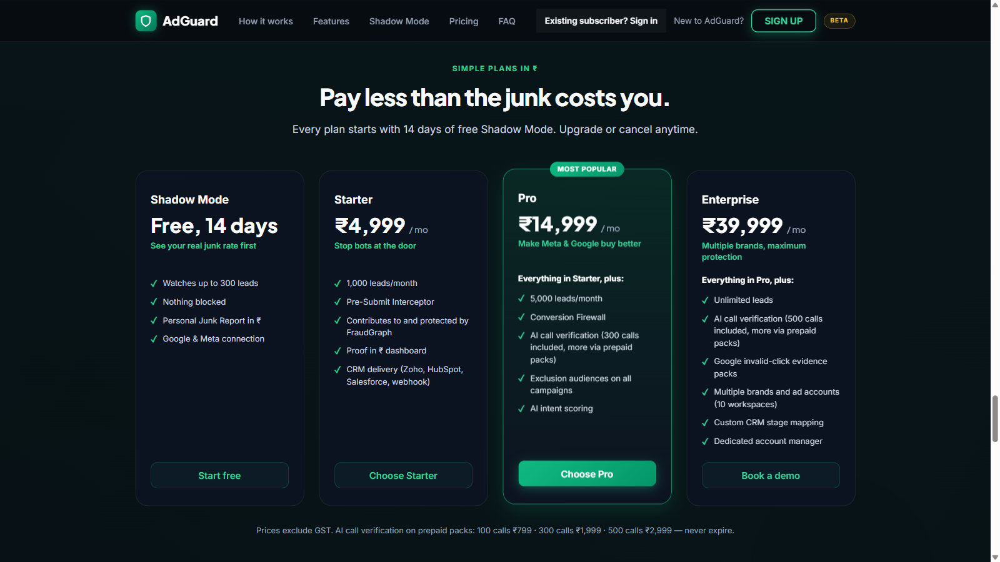 AdGuard
How it works
Features
Shadow Mode
Pricing
FAQ
Existing subscriber? Sign in
New to AdGuard?
SIGN UP
BETA
SIMPLE PLANS IN ₹
Pay less than the junk costs you.
Every plan starts with 14 days of free Shadow Mode. Upgrade or cancel anytime.
Shadow Mode
Free, 14 days
See your real junk rate first
Watches up to 300 leads
Nothing blocked
Personal Junk Report in ₹
Google & Meta connection
Start free
Starter
₹4,999 / mo
Stop bots at the door
1,000 leads/month
Pre-Submit Interceptor
Contributes to and protected by
FraudGraph
Proof in ₹ dashboard
CRM delivery (Zoho, HubSpot,
Salesforce, webhook)
Choose Starter
MOST POPULAR
Pro
₹14,999 / mo
Make Meta & Google buy better
Everything in Starter, plus:
5,000 leads/month
Conversion Firewall
AI call verification (300 calls
included, more via prepaid
packs)
Exclusion audiences on all
campaigns
AI intent scoring
Choose Pro
Enterprise
₹39,999 / mo
Multiple brands, maximum
protection
Everything in Pro, plus:
Unlimited leads
AI call verification (500 calls
included, more via prepaid
packs)
Google invalid-click evidence
packs
Multiple brands and ad accounts
(10 workspaces)
Custom CRM stage mapping
Dedicated account manager
Book a demo
Prices exclude GST. AI call verification on prepaid packs: 100 calls ₹799 · 300 calls ₹1,999 · 500 calls ₹2,999 — never expire.